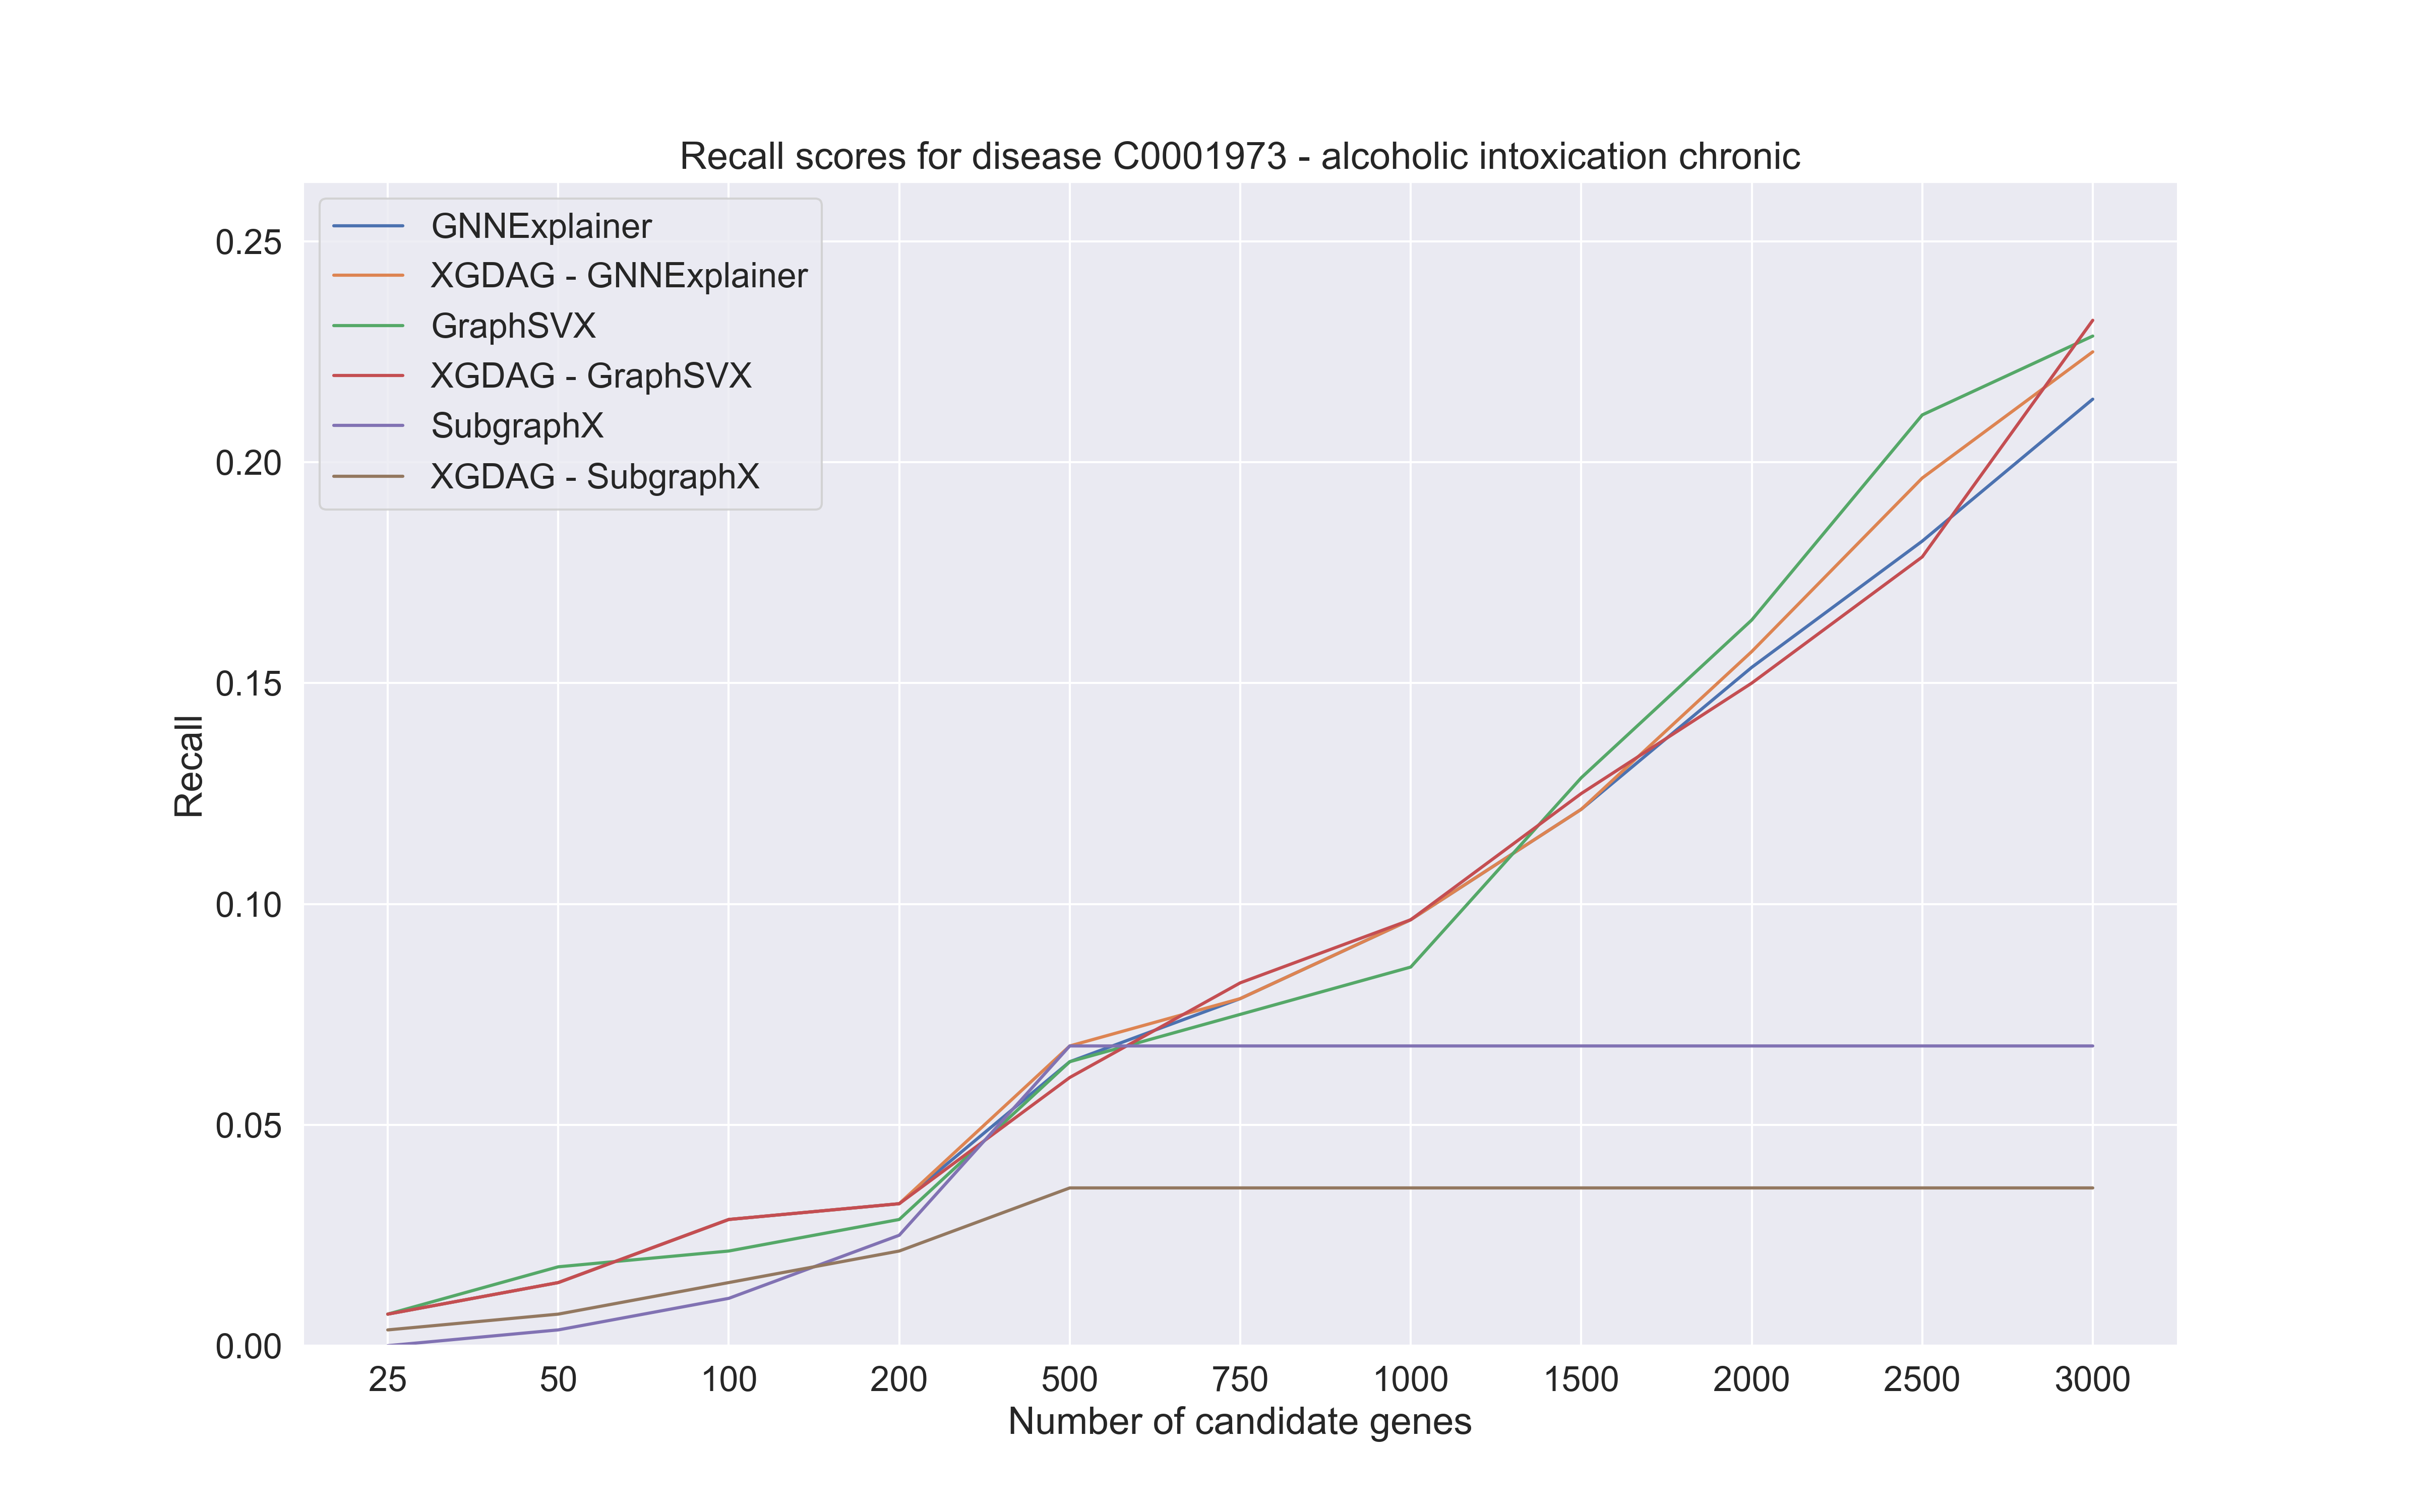 Recall scores for disease C0001973 - alcoholic intoxication chronic
GNNExplainer
XGDAG - GNNExplainer
GraphSVX
XGDAG - GraphSVX
SubgraphX
XGDAG - SubgraphX
0.25
0.20
0.15
0.10
0.05
0.00
Recall
25 50 100 200 500 750 1000 1500 2000 2500 3000
Number of candidate genes